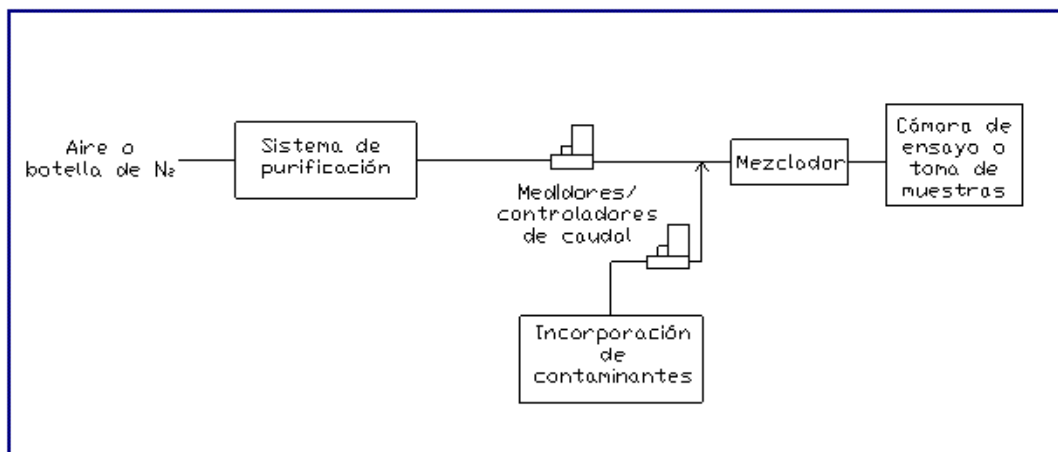 Aire o
botella de N₂
Sistema de
purificación
Medidores/
controladores
de caudal
Mezclador
Cámara de
ensayo o
toma de
muestras
Incorporación
de
contaminantes